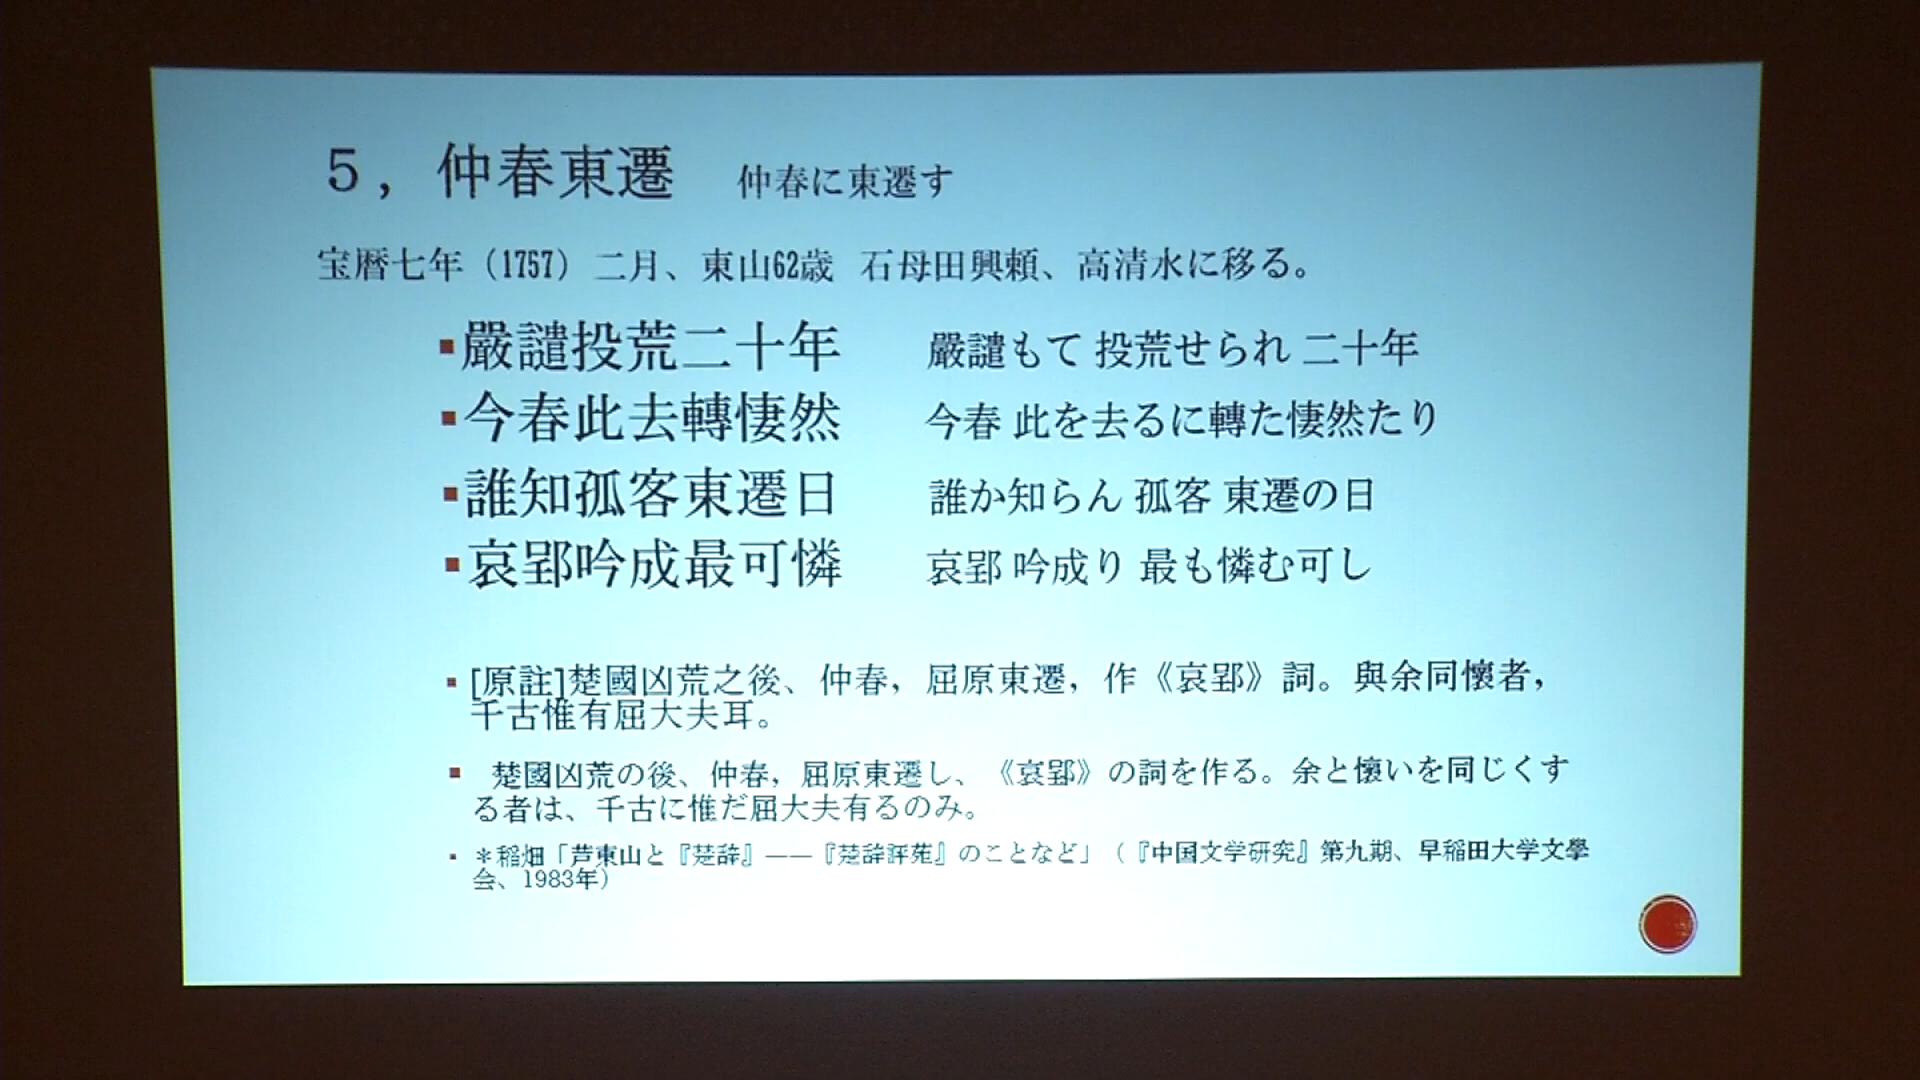 ５，仲春東遷　仲春に東遷す
宝暦七年（1757）二月、東山62歳　石母田興頼、高清水に移る。
嚴譴投荒二十年　嚴譴もて 投荒せられ 二十年
今春此去轉悽然　今春 此を去るに轉た悽然たり
誰知孤客東遷日　誰か知らん 孤客 東遷の日
哀郢吟成最可憐　哀郢 吟成り 最も憐む可し
[原註]楚國凶荒之後、仲春，屈原東遷，作《哀郢》詞。與余同懷者，
千古惟有屈大夫耳。
楚國凶荒の後、仲春，屈原東遷し、《哀郢》の詞を作る。余と懐いを同じくす
る者は、千古に惟だ屈大夫有るのみ。
＊稲畑「芦東山と『楚辞』――『楚辞評苑』のことなど」（『中国文学研究』第九期、早稲田大学文學
会、1983年）